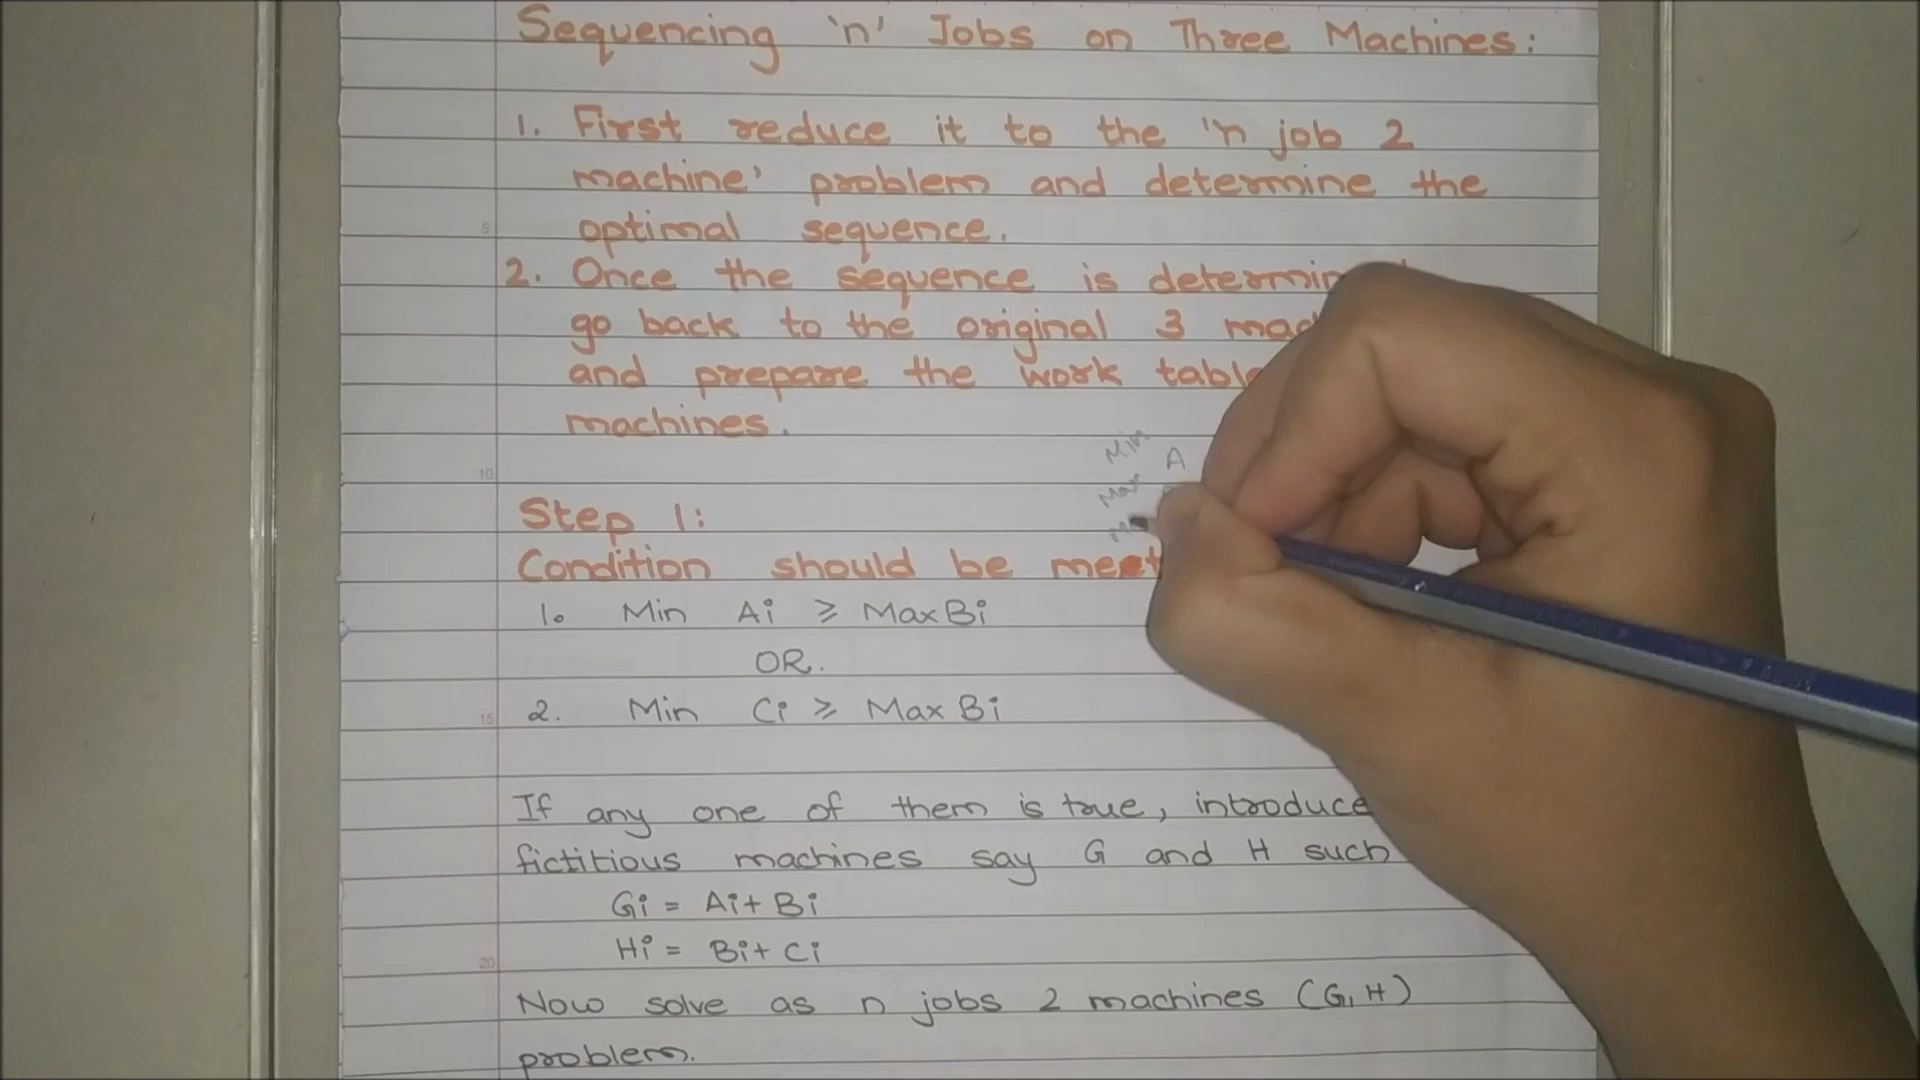 Sequencing 'n' Jobs on Three Machines:
1. First reduce it to the 'n job 2
machine' problem and determine the
optimal sequence.
2. Once the sequence is
go back to the original 3
and prepare the work
machines.
Min
A
Max
Step 1:
Condition should be meet
1. Min Ai ≥ Max Bi
OR.
2. Min Ci ≥ Max Bi
If any one of them is true, introduce
fictitious machines say G and H such
Gi = Ai + Bi
Hi = Bi + Ci
Now solve as n jobs 2 machines (G, H)
problem.
5
10
15
20